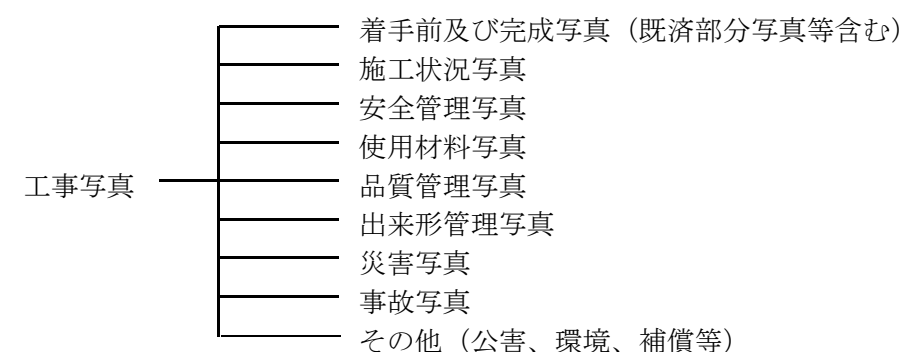 着手前及び完成写真（既済部分写真等含む）
施工状況写真
安全管理写真
使用材料写真
工事写真
品質管理写真
出来形管理写真
災害写真
事故写真
その他（公害、環境、補償等）